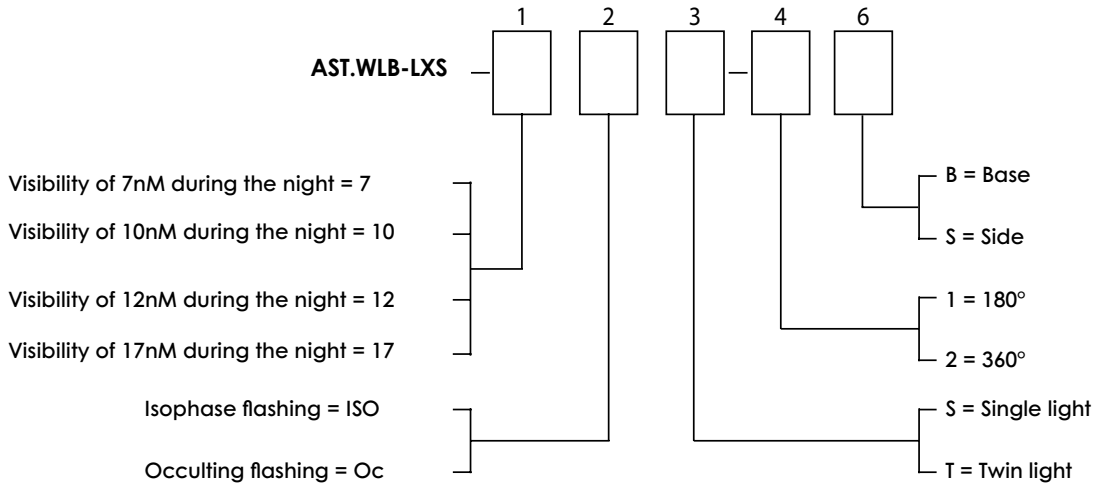 1 2 3 4 6
AST.WLB-LXS
Visibility of 7nM during the night = 7
Visibility of 10nM during the night = 10
Visibility of 12nM during the night = 12
Visibility of 17nM during the night = 17
Isophase flashing = ISO
Occulting flashing = Oc
B = Base
S = Side
1 = 180°
2 = 360°
S = Single light
T = Twin light